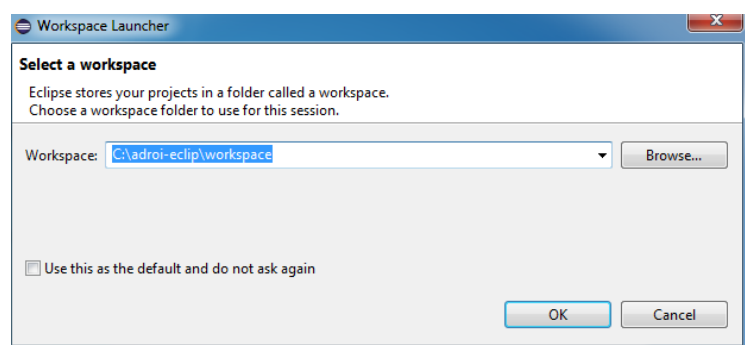 Workspace Launcher
Select a workspace
Eclipse stores your projects in a folder called a workspace.
Choose a workspace folder to use for this session.
Workspace: C:\adroi-eclip\workspace Browse...
Use this as the default and do not ask again
OK Cancel